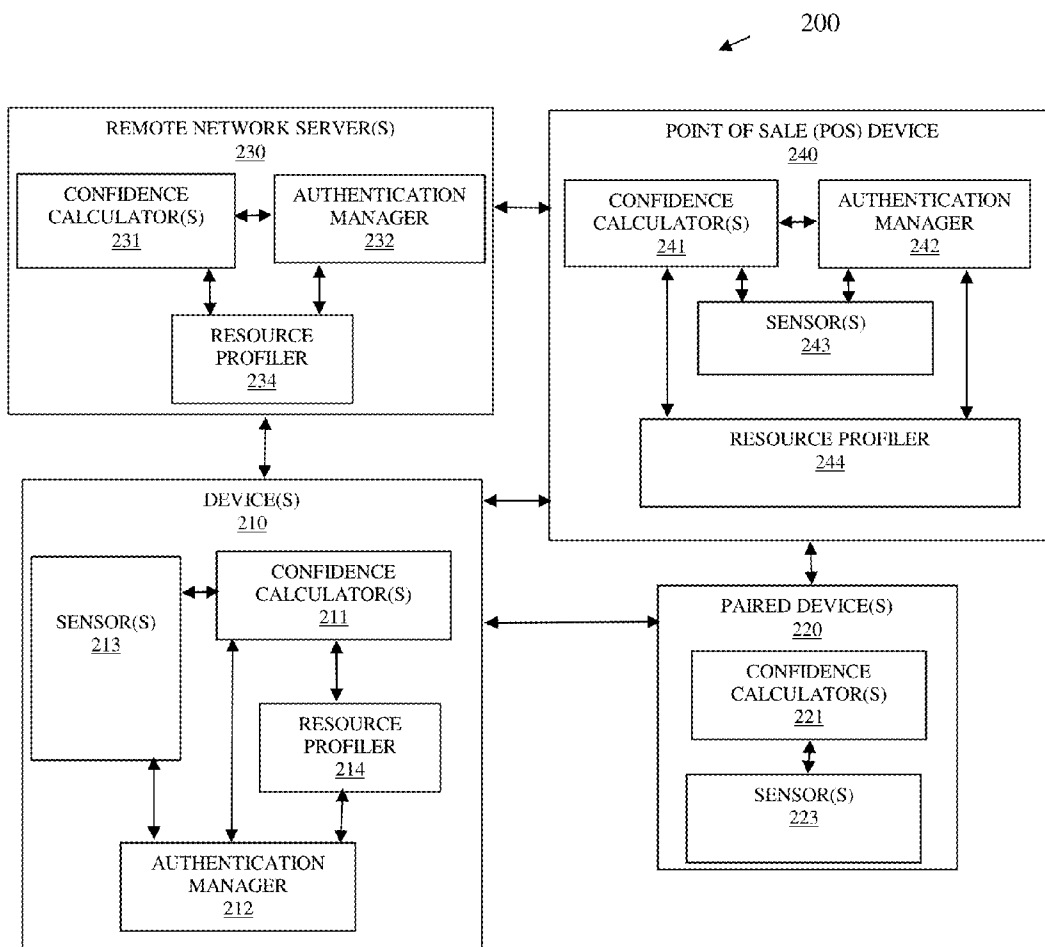 200
REMOTE NETWORK SERVER(S)
230
CONFIDENCE
CALCULATOR(S)
231
AUTHENTICATION
MANAGER
232
RESOURCE
PROFILER
234
POINT OF SALE (POS) DEVICE
240
CONFIDENCE
CALCULATOR(S)
241
AUTHENTICATION
MANAGER
242
SENSOR(S)
243
RESOURCE PROFILER
244
DEVICE(S)
210
SENSOR(S)
213
CONFIDENCE
CALCULATOR(S)
211
RESOURCE
PROFILER
214
AUTHENTICATION
MANAGER
212
PAIRED DEVICE(S)
220
CONFIDENCE
CALCULATOR(S)
221
SENSOR(S)
223